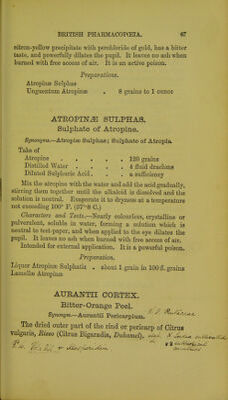 BRITISH PHARMACOPŒIA. 67
citron-yellow precipitate with perchloride of gold, has a bitter
taste, and powerfully dilates the pupil. It leaves no ash when
burned with free access of air. It is an active poison.
Preparations.
Atropinæ Sulphas
Unguentum Atropinæ . 8 grains to 1 ounce
ATROPINÆ SULPHAS.
Sulphate of Atropine.
Synonym.—Atropiæ Sulphas; Sulphate of Atropia.
Take of
Atropine . . . . . 120 grains
Distilled Water . . . . 4 fluid drachms
Diluted Sulphuric Acid . . . a sufficiency
Mix the atropine with the water and add the acid gradually,
stirring them together until the alkaloid is dissolved and the
solution is neutral. Evaporate it to dryness at a temperature
not exceeding 100° F. (37°·8 C.)
Characters and Tests.—Nearly colourless, crystalline or
pulverulent, soluble in water, forming a solution which is
neutral to test-paper, and when applied to the eye dilates the
pupil. It leaves no ash when burned with free access of air.
Intended for external application. It is a powerful poison.
Preparation.
Liquor Atropinæ Sulphatis . about 1 grain in 100 fl. grains
Lamellæ Atropinæ
AURANTII CORTEX.
Bitter-Orange Peel.
N.O. Rutaceae
Synonym—Aurantii Pericarpium.
The dried outer part of the rind or pericarp of Citrus
vulgaris, Risso (Citrus Bigaradia, Duhamel).